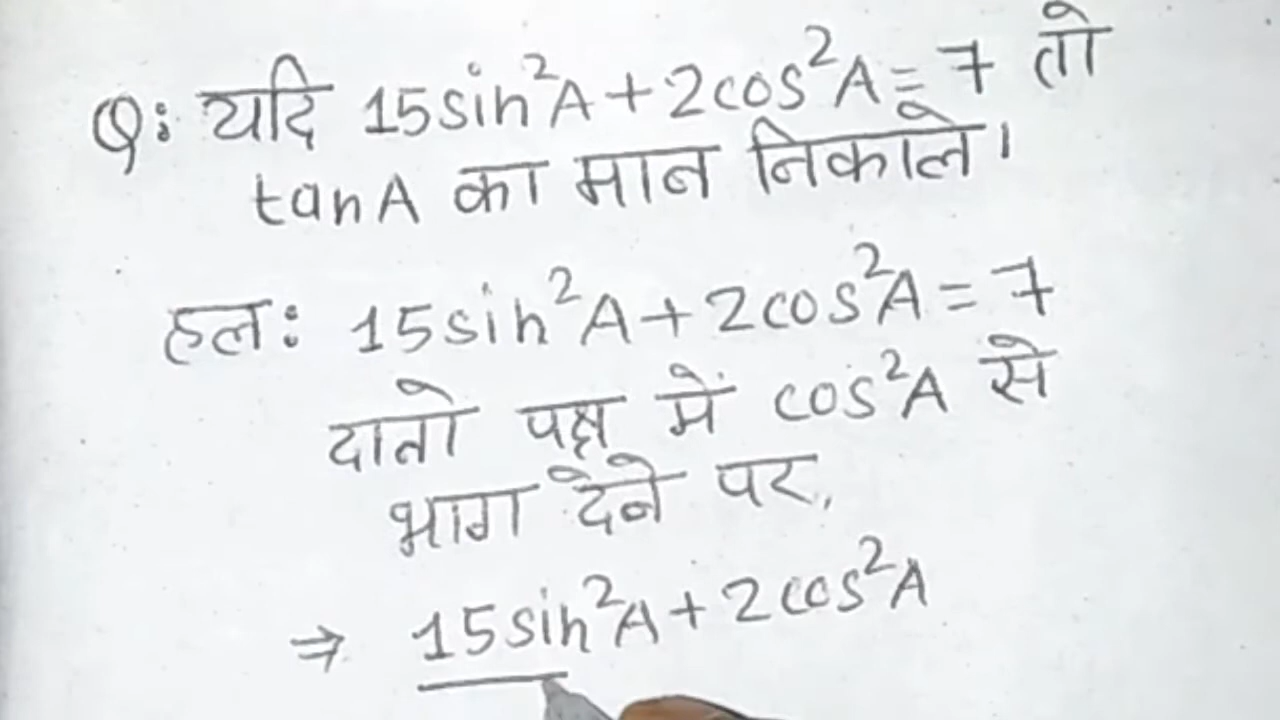 Q: यदि 15sin²A+2cos²A=7 तो
tanA का मान निकाले।
हल: 15sin²A+2cos²A=7
दातो पक्ष में cos²A से
भाग देने पर,
⇒ 15sin²A+2cos²A